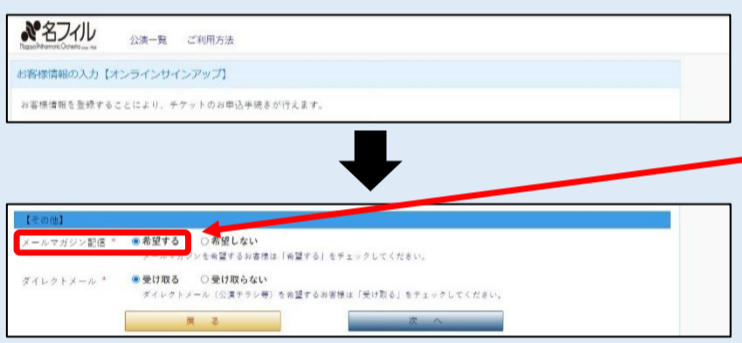 名フィル
Nagoya Philharmonic Orchestra
公演一覧 ご利用方法
お客様情報の入力【オンラインサインアップ】
お客様情報を登録することにより、チケットのお申込手続きが行えます。
【その他】
メールマガジン配信 * 希望する 希望しない
メールマガジンを希望するお客様は「希望する」をチェックしてください。
ダイレクトメール * 受け取る 受け取らない
ダイレクトメール（公演チラシ等）を希望するお客様は「受け取る」をチェックしてください。
戻る 次へ